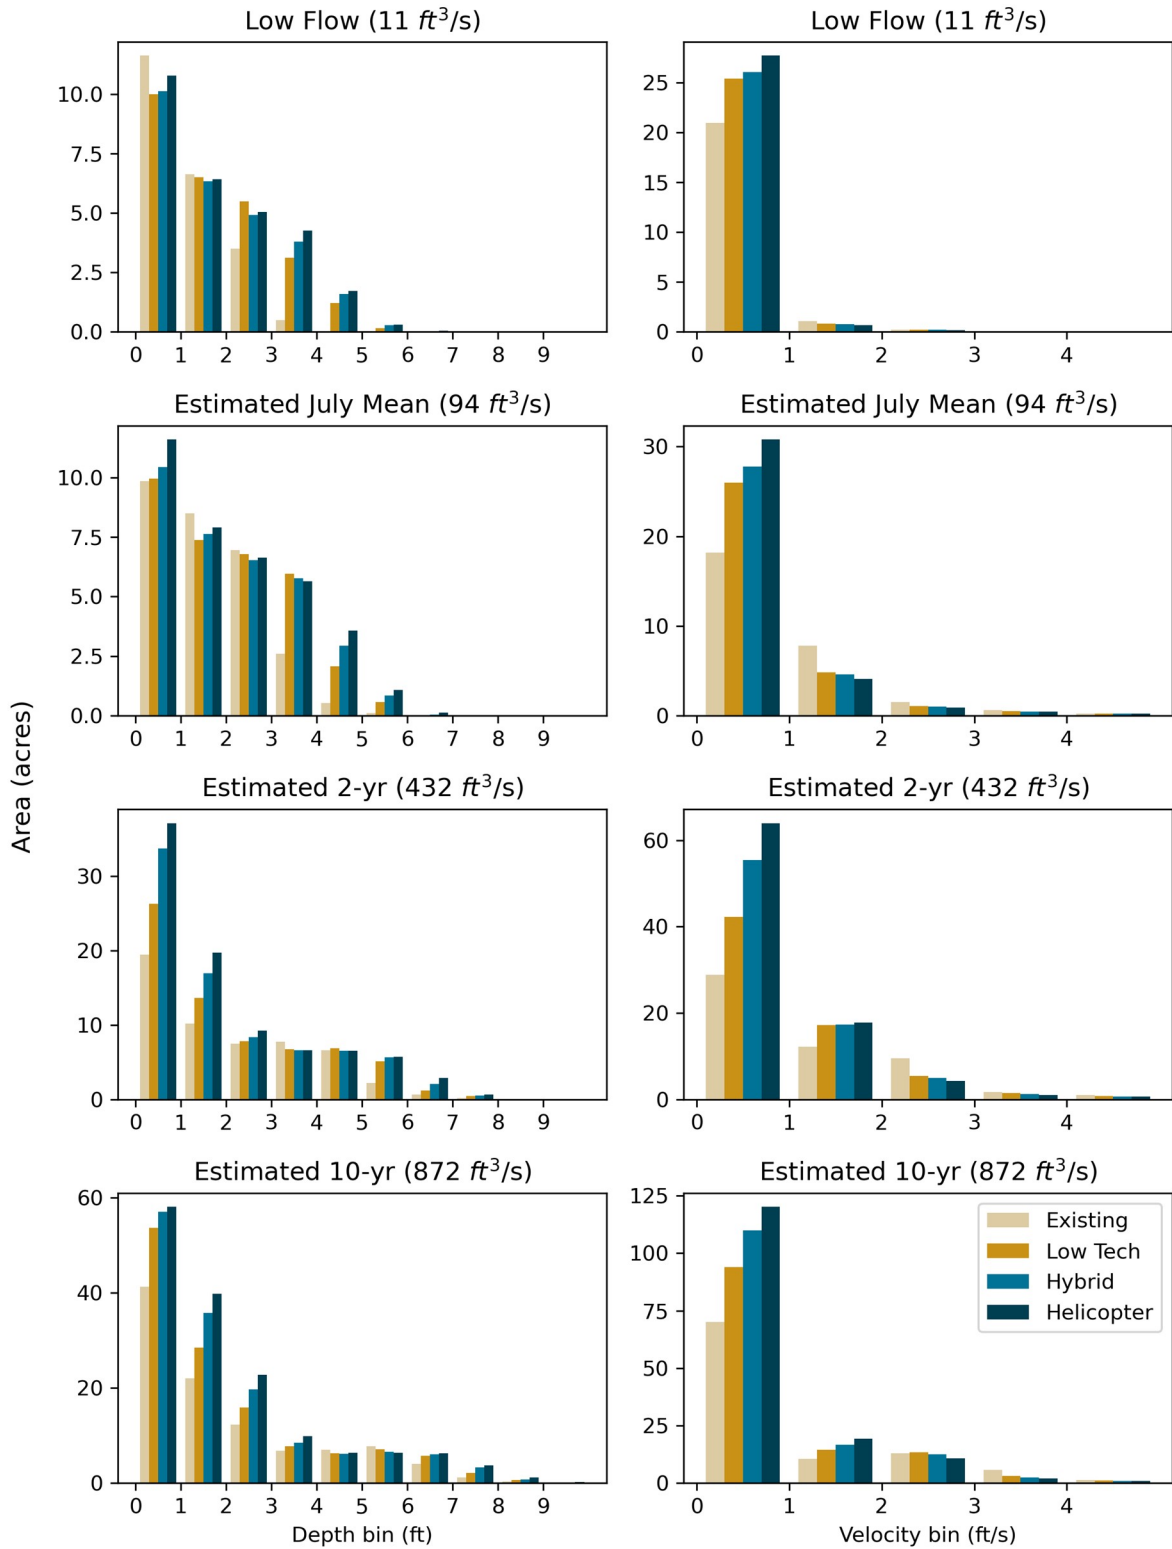 Low Flow (11 ft³/s)
10.0
7.5
5.0
2.5
0.0
0 1 2 3 4 5 6 7 8 9
Low Flow (11 ft³/s)
25
20
15
10
5
0
0 1 2 3 4
Estimated July Mean (94 ft³/s)
10.0
7.5
5.0
2.5
0.0
0 1 2 3 4 5 6 7 8 9
Estimated July Mean (94 ft³/s)
30
20
10
0
0 1 2 3 4
Area (acres)
Estimated 2-yr (432 ft³/s)
30
20
10
0
0 1 2 3 4 5 6 7 8 9
Estimated 2-yr (432 ft³/s)
60
40
20
0
0 1 2 3 4
Estimated 10-yr (872 ft³/s)
60
40
20
0
0 1 2 3 4 5 6 7 8 9
Depth bin (ft)
Estimated 10-yr (872 ft³/s)
125
100
75
50
25
0
0 1 2 3 4
Velocity bin (ft/s)
Existing
Low Tech
Hybrid
Helicopter